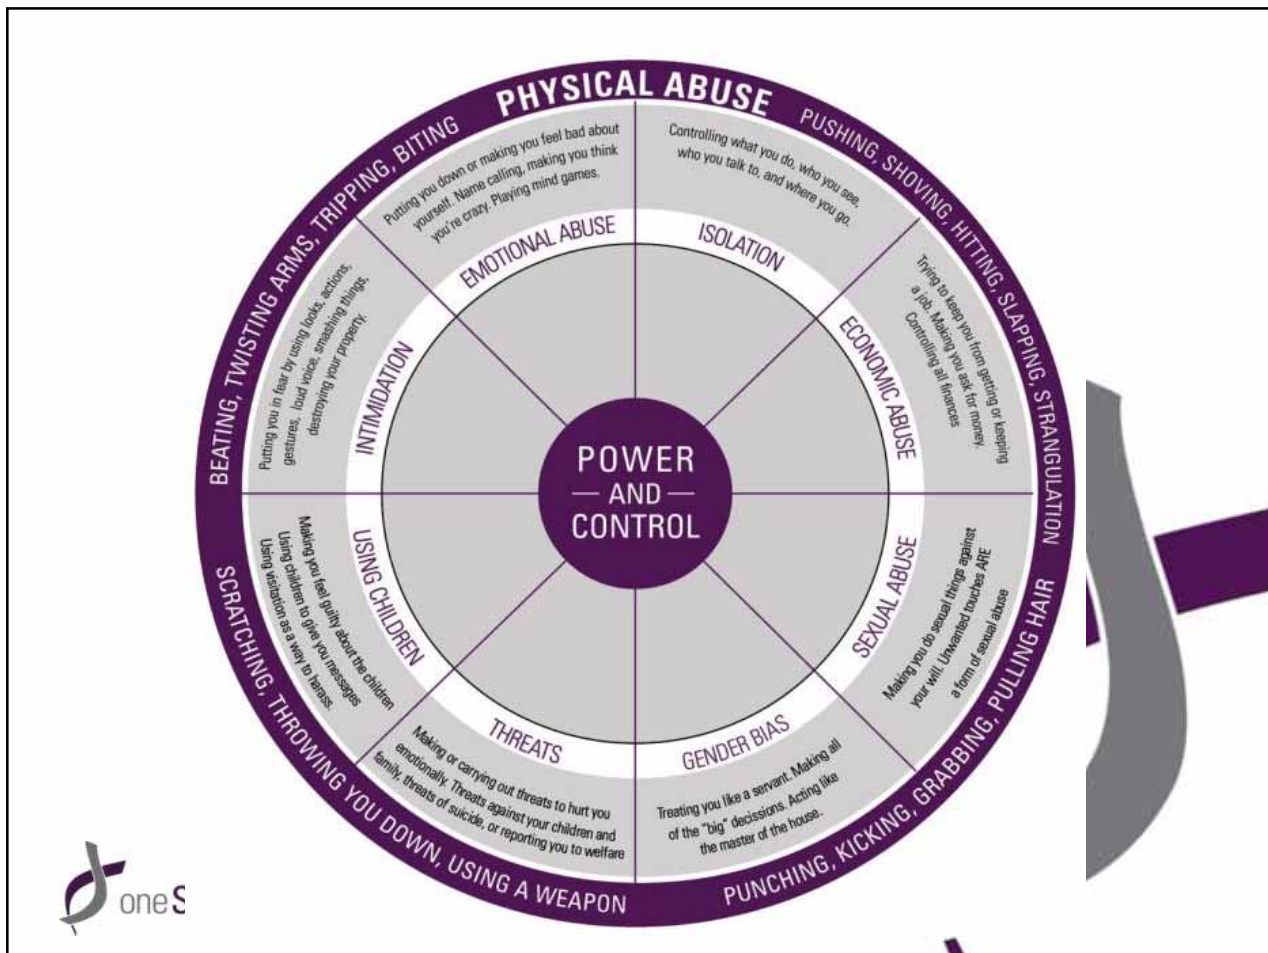 PHYSICAL ABUSE
PUSHING, SHOVING, HITTING, SLAPPING, STRANGULATION
PUNCHING, KICKING, GRABBING, PULLING HAIR
SCRATCHING, THROWING YOU DOWN, USING A WEAPON
BEATING, TWISTING ARMS, TRIPPING, BITING
Putting you down or making you feel bad about
yourself. Name calling, making you think
you're crazy. Playing mind games.
EMOTIONAL ABUSE
Controlling what you do, who you see,
who you talk to, and where you go.
ISOLATION
Trying to keep you from getting or keeping
a job. Making you ask for money.
Controlling all finances
ECONOMIC ABUSE
Making you do sexual things against
your will. Unwanted touches ARE
a form of sexual abuse
SEXUAL ABUSE
GENDER BIAS
Treating you like a servant. Making all
of the "big" decissions. Acting like
the master of the house.
THREATS
Making or carrying out threats to hurt you
emotionally. Threats against your children and
family, threats of suicide, or reporting you to welfare
USING CHILDREN
Making you feel guilty about the children
Using children to give you messages
Using visitation as a way to harass.
INTIMIDATION
Putting you in fear by using looks, actions,
gestures, loud voice, smashing things,
destroying your property.
POWER
AND
CONTROL
one S